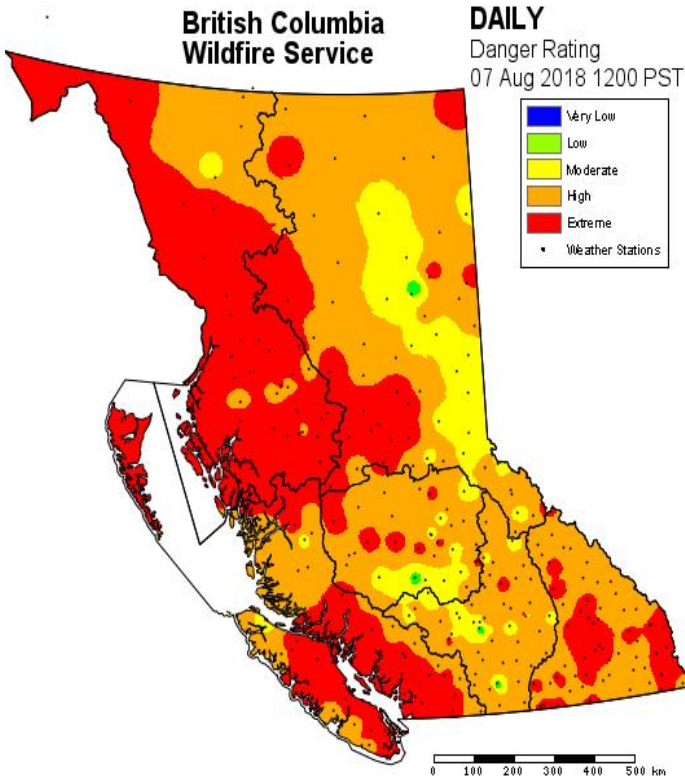 British Columbia
Wildfire Service
DAILY
Danger Rating
07 Aug 2018 1200 PST
Very Low
Low
Moderate
High
Extreme
Weather Stations
0 100 200 300 400 500 km